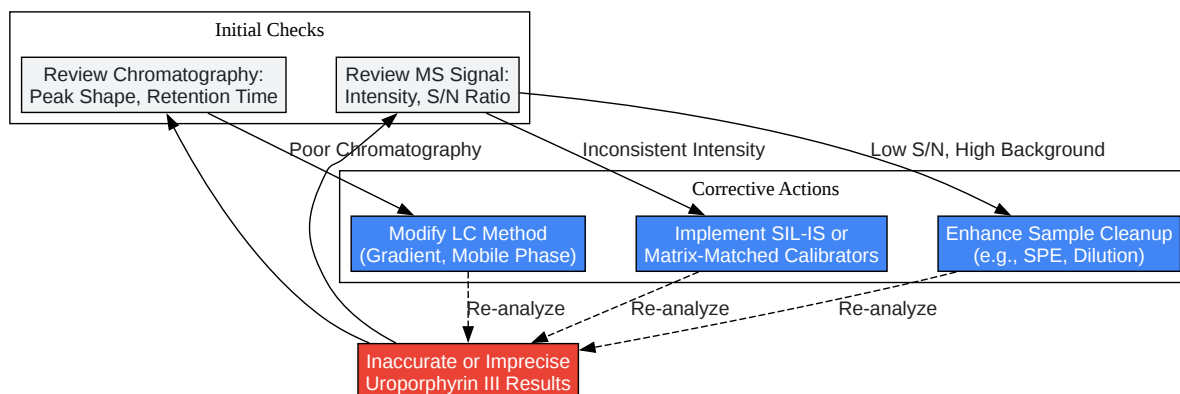 Initial Checks
Review Chromatography:
Peak Shape, Retention Time
Review MS Signal:
Intensity, S/N Ratio
Poor Chromatography
Inconsistent Intensity
Low S/N, High Background
Corrective Actions
Modify LC Method
(Gradient, Mobile Phase)
Implement SIL-IS or
Matrix-Matched Calibrators
Enhance Sample Cleanup
(e.g., SPE, Dilution)
Re-analyze
Re-analyze
Re-analyze
Inaccurate or Imprecise
Uroporphyrin III Results